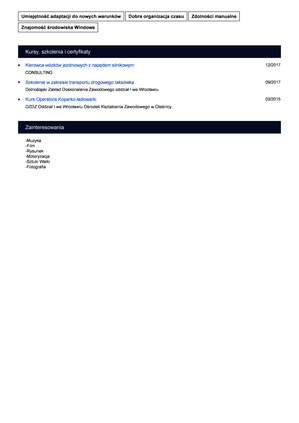 Umiejętność adaptacji do nowych warunków Dobra organizacja czasu Zdolności manualne
Znajomość środowiska Windows
Kursy, szkolenia i certyfikaty
Kierowca wózków jezdniowych z napędem silnikowym 12/2017
CONSULTING
Szkolenie w zakresie transportu drogowego taksówką 09/2017
Dolnośląski Zakład Doskonalenia Zawodowego oddział I we Wrocławiu
Kurs Operatora Koparko-ładowarki 03/2015
DZDZ Oddział I we Wrocławiu Ośrodek Kształcenia Zawodowego w Oleśnicy
Zainteresowania
-Muzyka
-Film
-Rysunek
-Motoryzacja
-Sztuki Walki
-Fotografia